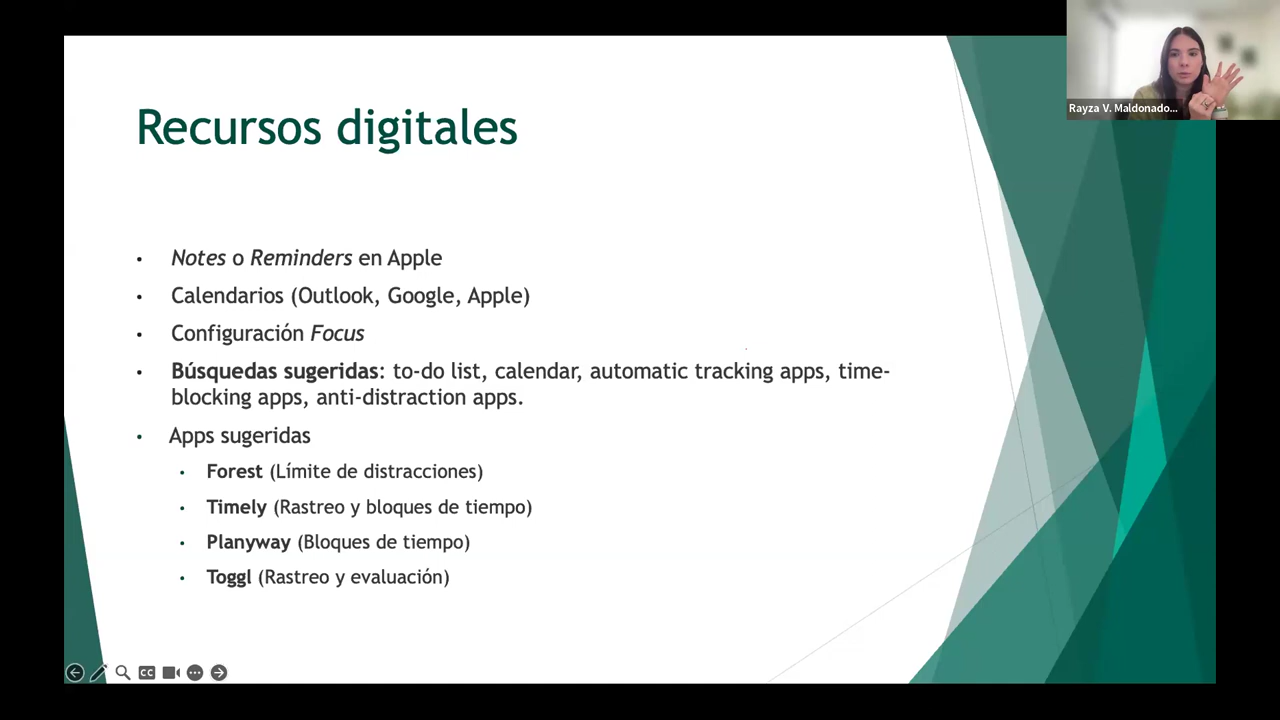 Rayza V. Maldonado...
Recursos digitales
• Notes o Reminders en Apple
• Calendarios (Outlook, Google, Apple)
• Configuración Focus
• Búsquedas sugeridas: to-do list, calendar, automatic tracking apps, time-
blocking apps, anti-distraction apps.
• Apps sugeridas
• Forest (Límite de distracciones)
• Timely (Rastreo y bloques de tiempo)
• Planyway (Bloques de tiempo)
• Toggl (Rastreo y evaluación)
CC